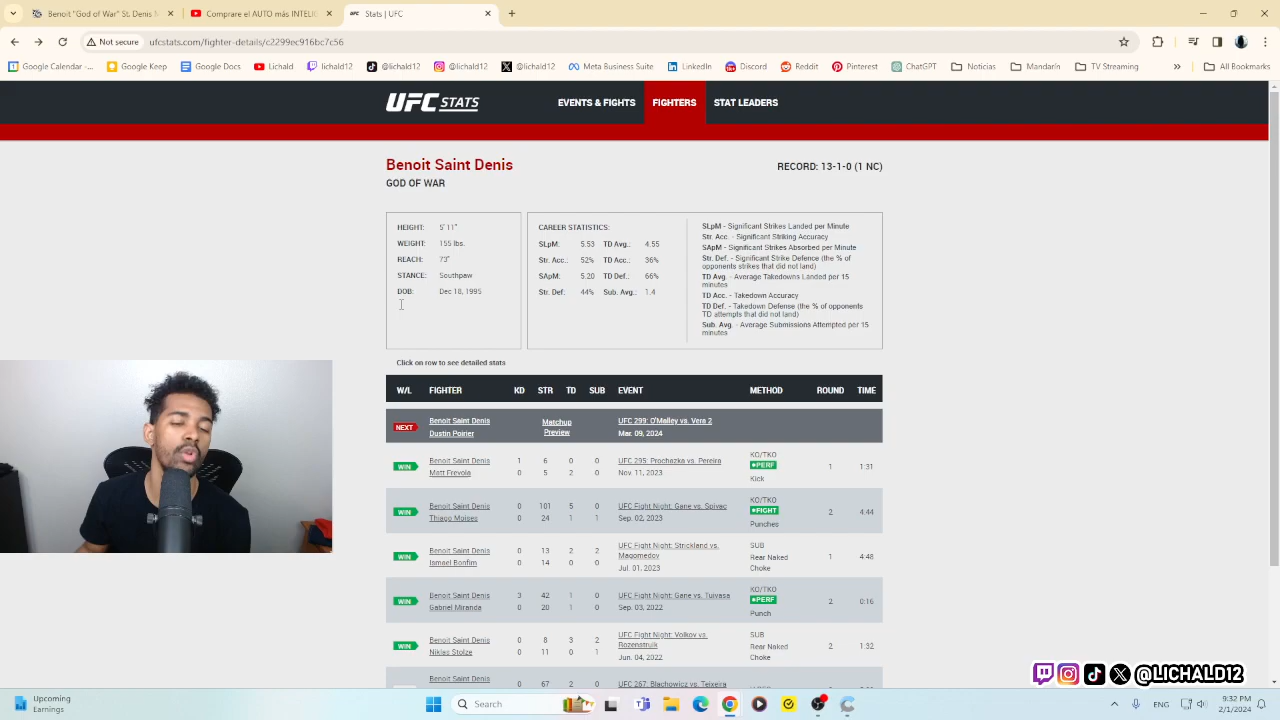 Benoit "God of War" St. Denis M
Conoce al UFO más INTELIGEN
Stats | UFC
Not secure
ufcstats.com/fighter-details/c2299ec916bc7c56
Google Calendar -...
Google Keep
Google Docs
Lichald
@lichald12
@lichald12
@lichald12
@lichald12
Meta Business Suite
LinkedIn
Discord
Reddit
Pinterest
ChatGPT
Noticias
Mandarín
TV Streaming
All Bookmarks
UFC STATS
EVENTS & FIGHTS
FIGHTERS
STAT LEADERS
Benoit Saint Denis
RECORD: 13-1-0 (1 NC)
GOD OF WAR
HEIGHT: 5' 11"
WEIGHT: 155 lbs.
REACH: 73"
STANCE: Southpaw
DOB: Dec 18, 1995
CAREER STATISTICS:
SLpM: 5.53 TD Avg.: 4.55
Str. Acc.: 52% TD Acc.: 36%
SApM: 5.20 TD Def.: 66%
Str. Def: 44% Sub. Avg.: 1.4
SLpM - Significant Strikes Landed per Minute
Str. Acc. - Significant Striking Accuracy
SApM - Significant Strikes Absorbed per Minute
Str. Def. - Significant Strike Defence (the % of
opponents strikes that did not land)
TD Avg. - Average Takedowns Landed per 15
minutes
TD Acc. - Takedown Accuracy
TD Def. - Takedown Defense (the % of opponents
TD attempts that did not land)
Sub. Avg. - Average Submissions Attempted per 15
minutes
Click on row to see detailed stats
W/L FIGHTER KD STR TD SUB EVENT METHOD ROUND TIME
NEXT
Benoit Saint Denis Matchup UFC 299: O'Malley vs. Vera 2
Dustin Poirier Preview Mar. 09, 2024
WIN
Benoit Saint Denis 1 6 0 0 UFC 295: Prochazka vs. Pereira
Matt Frevola 0 5 2 0 Nov. 11, 2023
KO/TKO
PERF
Kick
1 1:31
WIN
Benoit Saint Denis 0 101 5 0 UFC Fight Night: Gane vs. Spivac
Thiago Moises 0 24 1 1 Sep. 02, 2023
KO/TKO
FIGHT
Punches
2 4:44
WIN
Benoit Saint Denis 0 13 2 2
Ismael Bonfim 0 14 0 0
UFC Fight Night: Strickland vs.
Magomedov
Jul. 01, 2023
SUB
Rear Naked
Choke
1 4:48
WIN
Benoit Saint Denis 3 42 1 0 UFC Fight Night: Gane vs. Tuivasa
Gabriel Miranda 0 20 1 0 Sep. 03, 2022
KO/TKO
PERF
Punch
2 0:16
WIN
Benoit Saint Denis 0 8 3 2
Niklas Stolze 0 11 0 1
UFC Fight Night: Volkov vs.
Rozenstruik
Jun. 04, 2022
SUB
Rear Naked
Choke
2 1:32
Benoit Saint Denis 0 67 2 0 UFC 267: Blachowicz vs. Teixeira
@LICHALD12
Upcoming
Earnings
Search
9:32 PM
2/1/2024